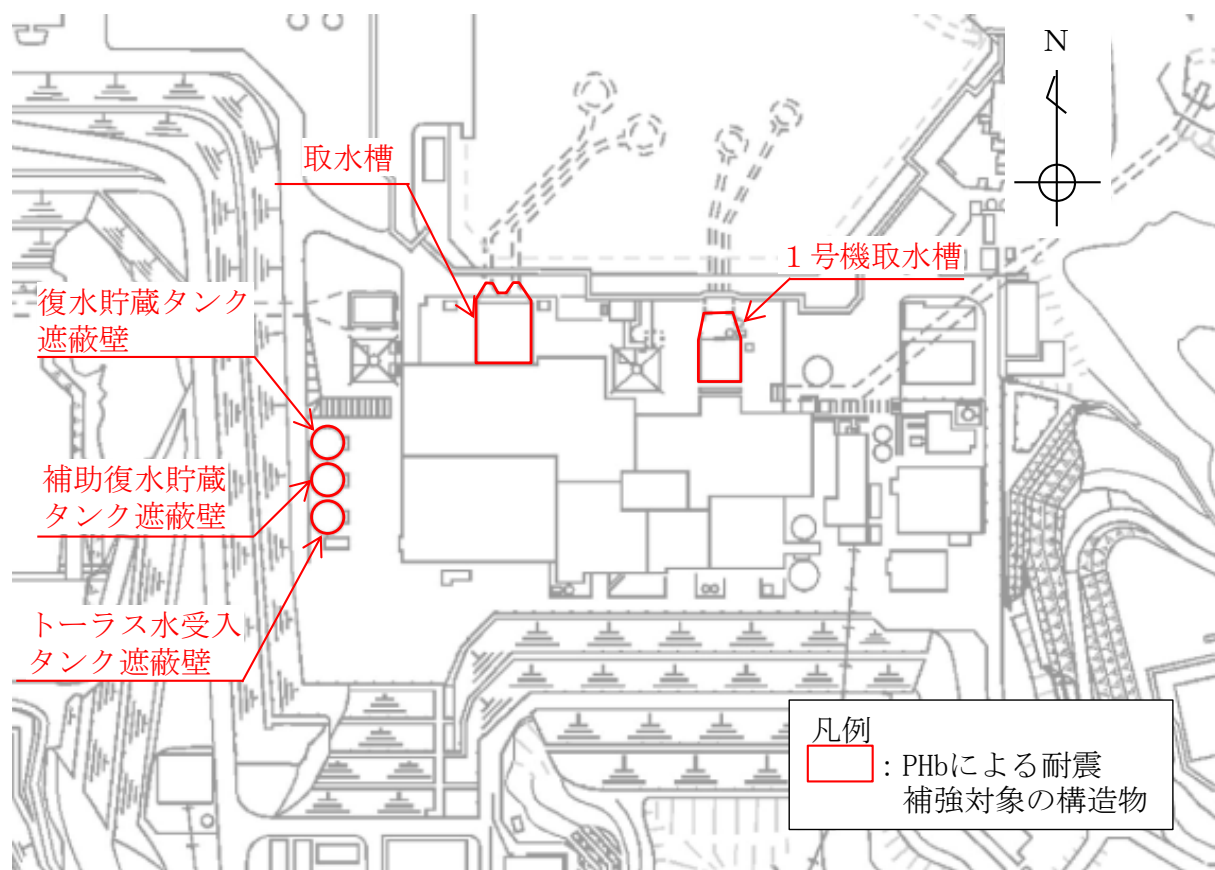 N
取水槽
１号機取水槽
復水貯蔵タンク
遮蔽壁
補助復水貯蔵
タンク遮蔽壁
トーラス水受入
タンク遮蔽壁
凡例
：PHbによる耐震
補強対象の構造物